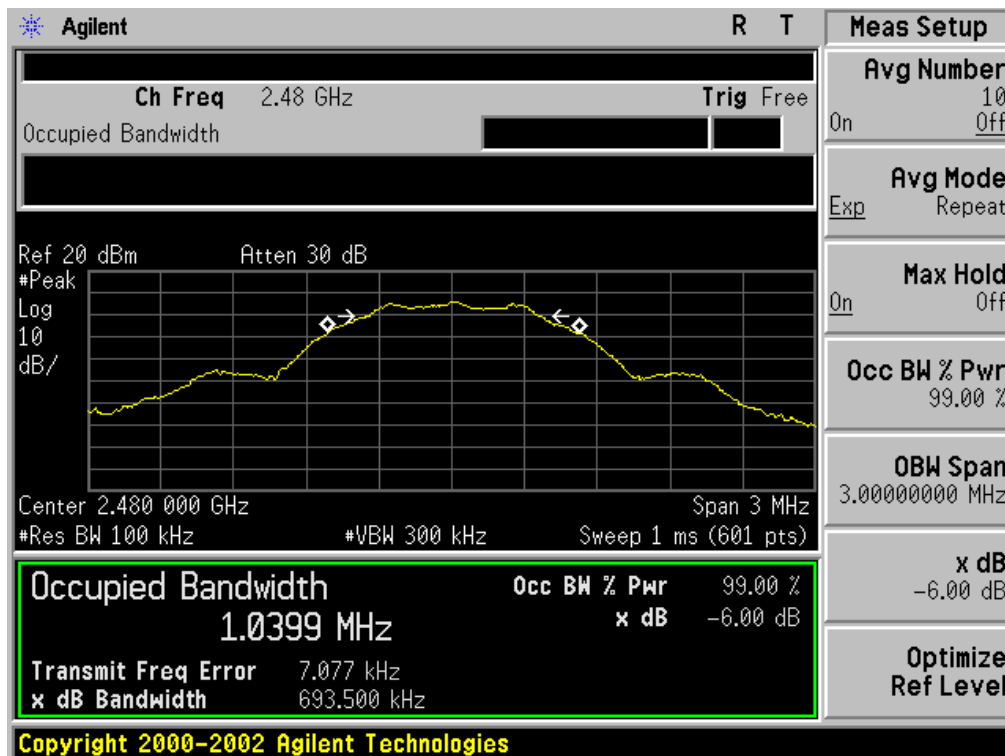 Agilent R T
Ch Freq 2.48 GHz Trig Free
Occupied Bandwidth
Ref 20 dBm Atten 30 dB
#Peak
Log
10
dB/
Center 2.480 000 GHz Span 3 MHz
#Res BW 100 kHz #VBW 300 kHz Sweep 1 ms (601 pts)
Occupied Bandwidth
1.0399 MHz
Occ BW % Pwr 99.00 %
x dB -6.00 dB
Transmit Freq Error 7.077 kHz
x dB Bandwidth 693.500 kHz
Meas Setup
Avg Number
10
On Off
Avg Mode
Exp Repeat
Max Hold
On Off
Occ BW % Pwr
99.00 %
OBW Span
3.00000000 MHz
x dB
-6.00 dB
Optimize
Ref Level
Copyright 2000-2002 Agilent Technologies